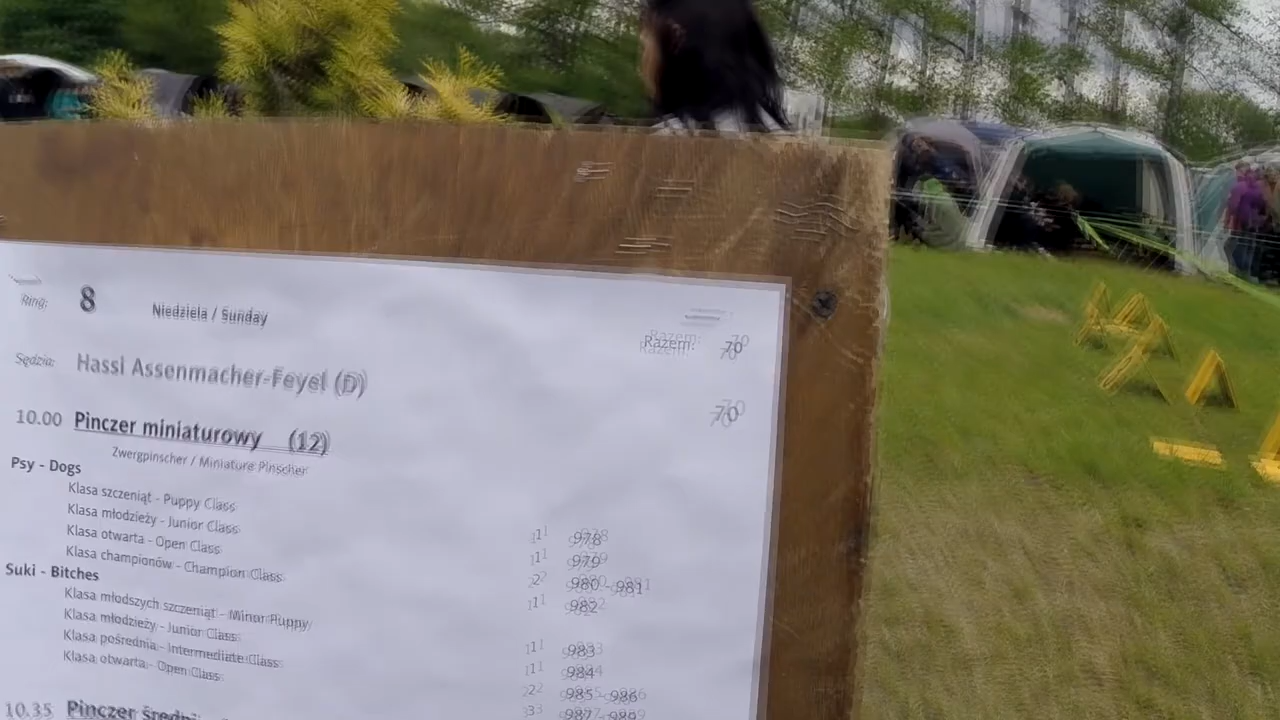 Ring: 8 Niedziela / Sunday Razem: 70
Sędzia: Hassi Assenmacher-Feyel (D) 70
10.00 Pinczer miniaturowy (12)
Zwergpinscher / Miniature Pinscher
Psy - Dogs
Klasa szczeniąt - Puppy Class 1 978
Klasa młodzieży - Junior Class 1 979
Klasa otwarta - Open Class 2 980 981
Klasa championów - Champion Class 1 982
Suki - Bitches
Klasa młodszych szczeniąt - Minor Puppy 1 983
Klasa młodzieży - Junior Class 1 984
Klasa pośrednia - Intermediate Class 2 985 986
Klasa otwarta - Open Class 3 987 989
10.35 Pinczer średni